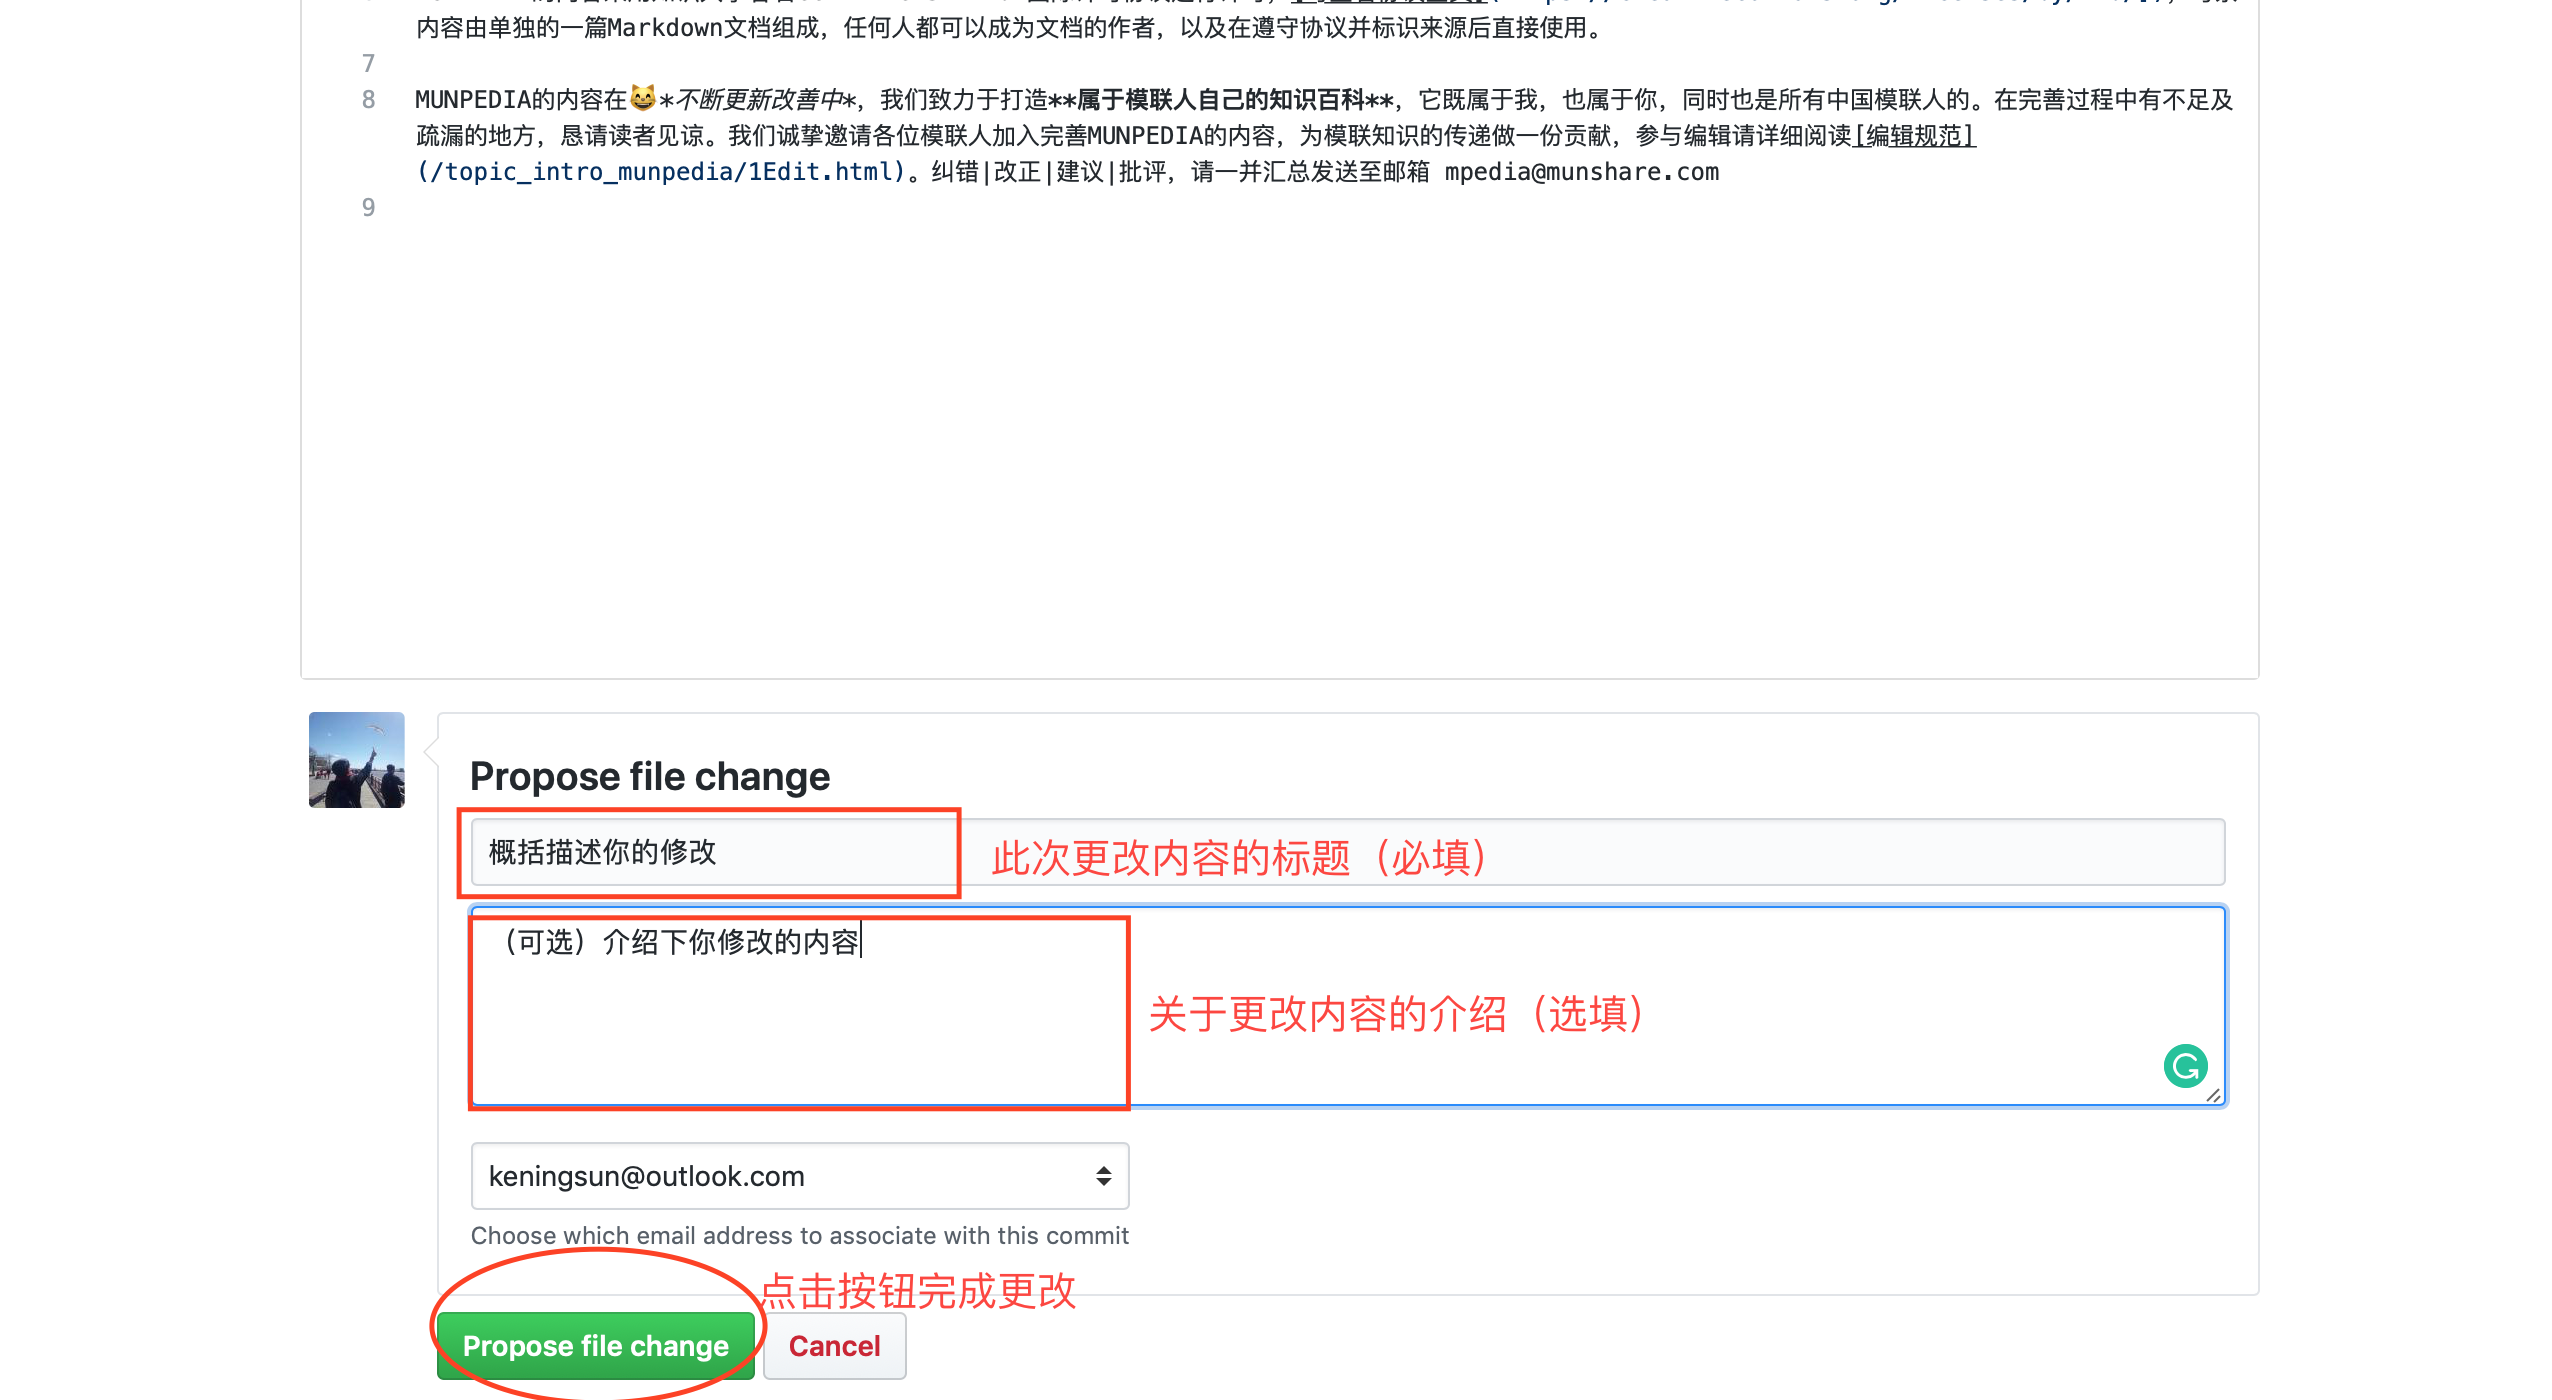 内容由单独的一篇Markdown文档组成，任何人都可以成为文档的作者，以及在遵守协议并标识来源后直接使用。
7
8 MUNPEDIA的内容在😸*不断更新改善中*，我们致力于打造**属于模联人自己的知识百科**，它既属于我，也属于你，同时也是所有中国模联人的。在完善过程中有不足及
疏漏的地方，恳请读者见谅。我们诚挚邀请各位模联人加入完善MUNPEDIA的内容，为模联知识的传递做一份贡献，参与编辑请详细阅读[编辑规范]
(/topic_intro_munpedia/1Edit.html)。纠错|改正|建议|批评，请一并汇总发送至邮箱 mpedia@munshare.com
9
Propose file change
概括描述你的修改
此次更改内容的标题（必填）
（可选）介绍下你修改的内容
关于更改内容的介绍（选填）
keningsun@outlook.com
Choose which email address to associate with this commit
点击按钮完成更改
Propose file change
Cancel